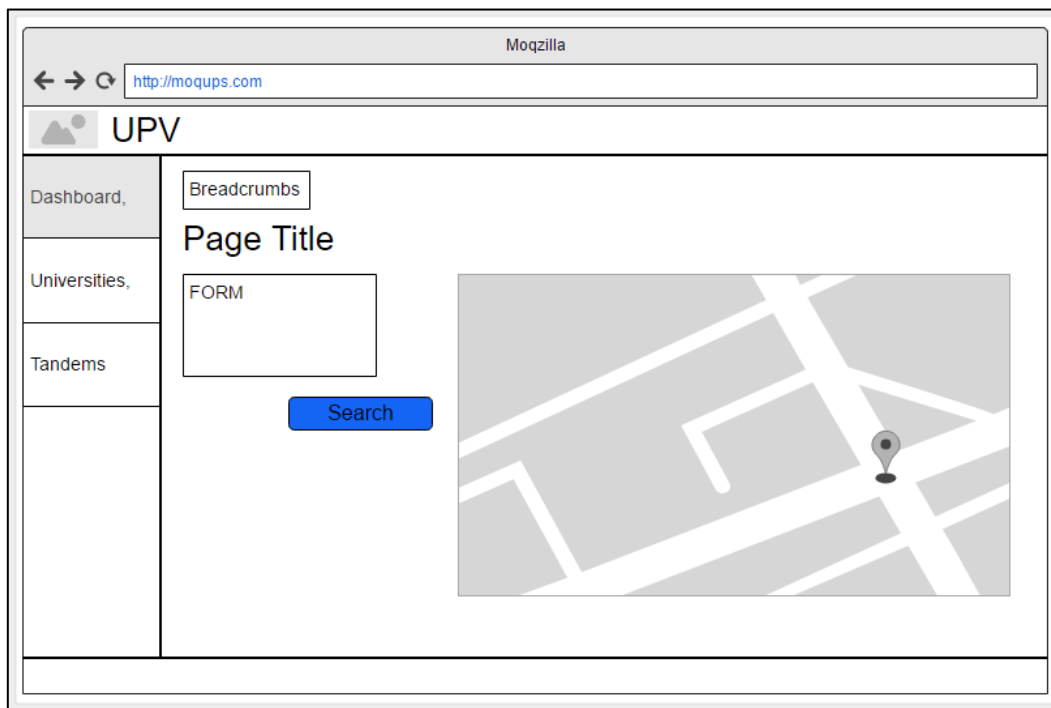 Moqzilla
http://moqups.com
UPV
Dashboard,
Universities,
Tandems
Breadcrumbs
Page Title
FORM
Search